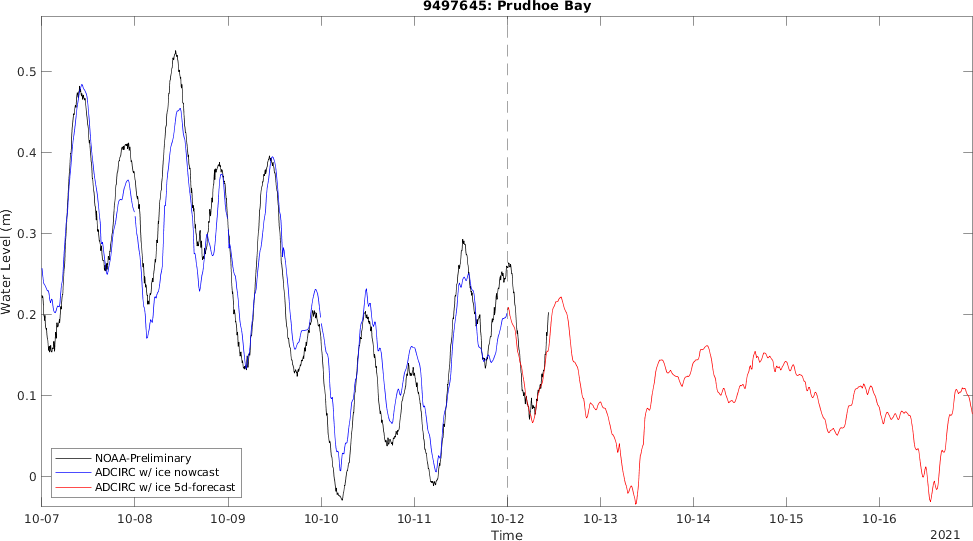 9497645: Prudhoe Bay
Water Level (m)
0.5
0.4
0.3
0.2
0.1
0
NOAA-Preliminary
ADCIRC w/ ice nowcast
ADCIRC w/ ice 5d-forecast
10-07 10-08 10-09 10-10 10-11 10-12 10-13 10-14 10-15 10-16
Time
2021